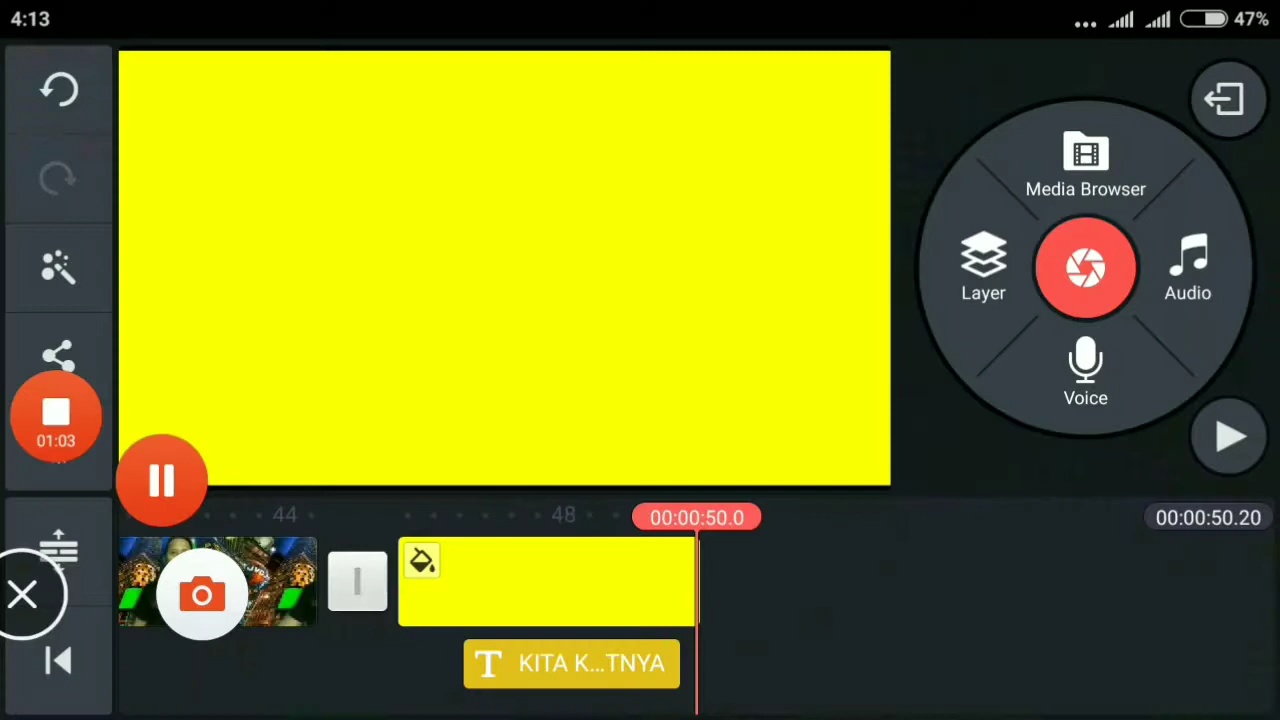 4:13
47%
Media Browser
Layer
Audio
Voice
01:03
44
48
00:00:50.0
00:00:50.20
T KITA K...TNYA